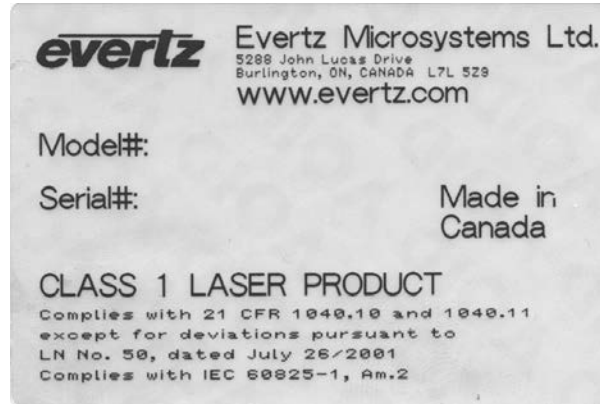 evertz
Evertz Microsystems Ltd.
5288 John Lucas Drive
Burlington, ON, CANADA L7L 5Z9
www.evertz.com
Model#:
Serial#:
Made in
Canada
CLASS 1 LASER PRODUCT
Complies with 21 CFR 1040.10 and 1040.11
except for deviations pursuant to
LN No. 50, dated July 26/2001
Complies with IEC 60825-1, Am.2